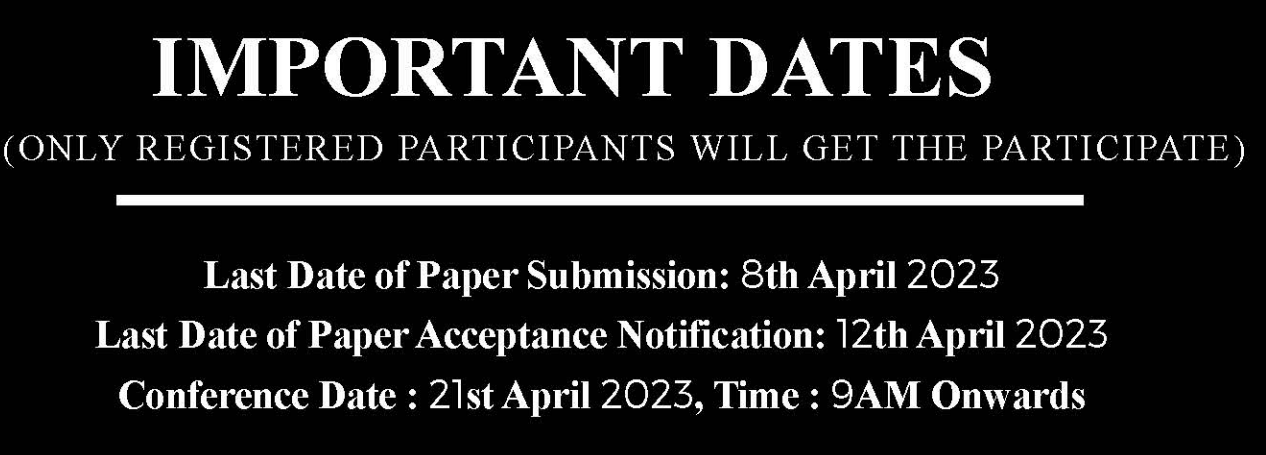 IMPORTANT DATES
(ONLY REGISTERED PARTICIPANTS WILL GET THE PARTICIPATE)
Last Date of Paper Submission: 8th April 2023
Last Date of Paper Acceptance Notification: 12th April 2023
Conference Date : 21st April 2023, Time : 9AM Onwards